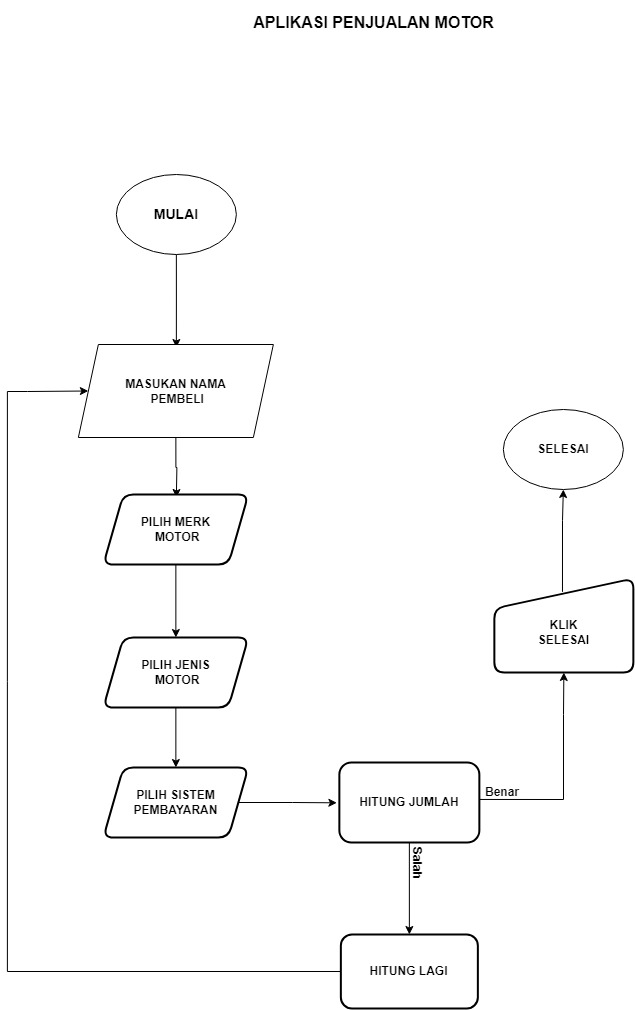 APLIKASI PENJUALAN MOTOR
MULAI
MASUKAN NAMA
PEMBELI
PILIH MERK
MOTOR
PILIH JENIS
MOTOR
PILIH SISTEM
PEMBAYARAN
HITUNG JUMLAH
Benar
Salah
HITUNG LAGI
KLIK
SELESAI
SELESAI